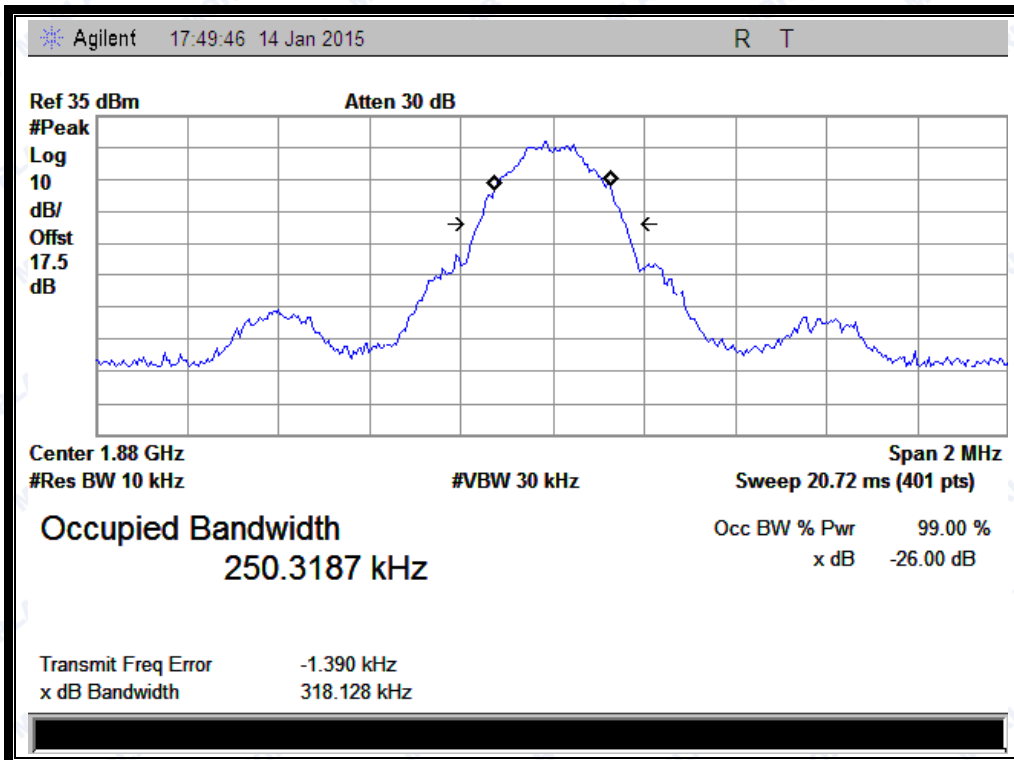 Agilent 17:49:46 14 Jan 2015 R T
Ref 35 dBm Atten 30 dB
#Peak
Log
10
dB/
Offst
17.5
dB
Center 1.88 GHz Span 2 MHz
#Res BW 10 kHz #VBW 30 kHz Sweep 20.72 ms (401 pts)
Occupied Bandwidth Occ BW % Pwr 99.00 %
250.3187 kHz x dB -26.00 dB
Transmit Freq Error -1.390 kHz
x dB Bandwidth 318.128 kHz